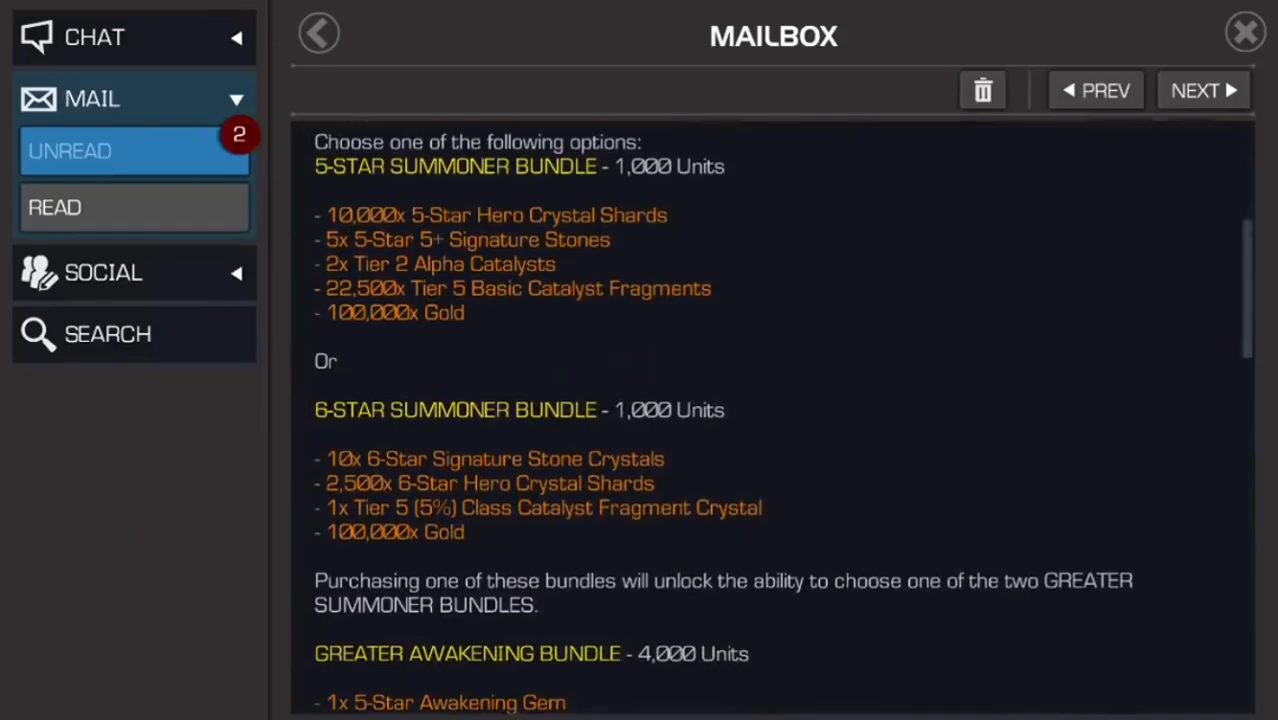 CHAT
MAILBOX
MAIL
PREV
NEXT
2
UNREAD
READ
SOCIAL
SEARCH
Choose one of the following options:
5-STAR SUMMONER BUNDLE - 1,000 Units
- 10,000x 5-Star Hero Crystal Shards
- 5x 5-Star 5+ Signature Stones
- 2x Tier 2 Alpha Catalysts
- 22,500x Tier 5 Basic Catalyst Fragments
- 100,000x Gold
Or
6-STAR SUMMONER BUNDLE - 1,000 Units
- 10x 6-Star Signature Stone Crystals
- 2,500x 6-Star Hero Crystal Shards
- 1x Tier 5 (5%) Class Catalyst Fragment Crystal
- 100,000x Gold
Purchasing one of these bundles will unlock the ability to choose one of the two GREATER
SUMMONER BUNDLES.
GREATER AWAKENING BUNDLE - 4,000 Units
- 1x 5-Star Awakening Gem